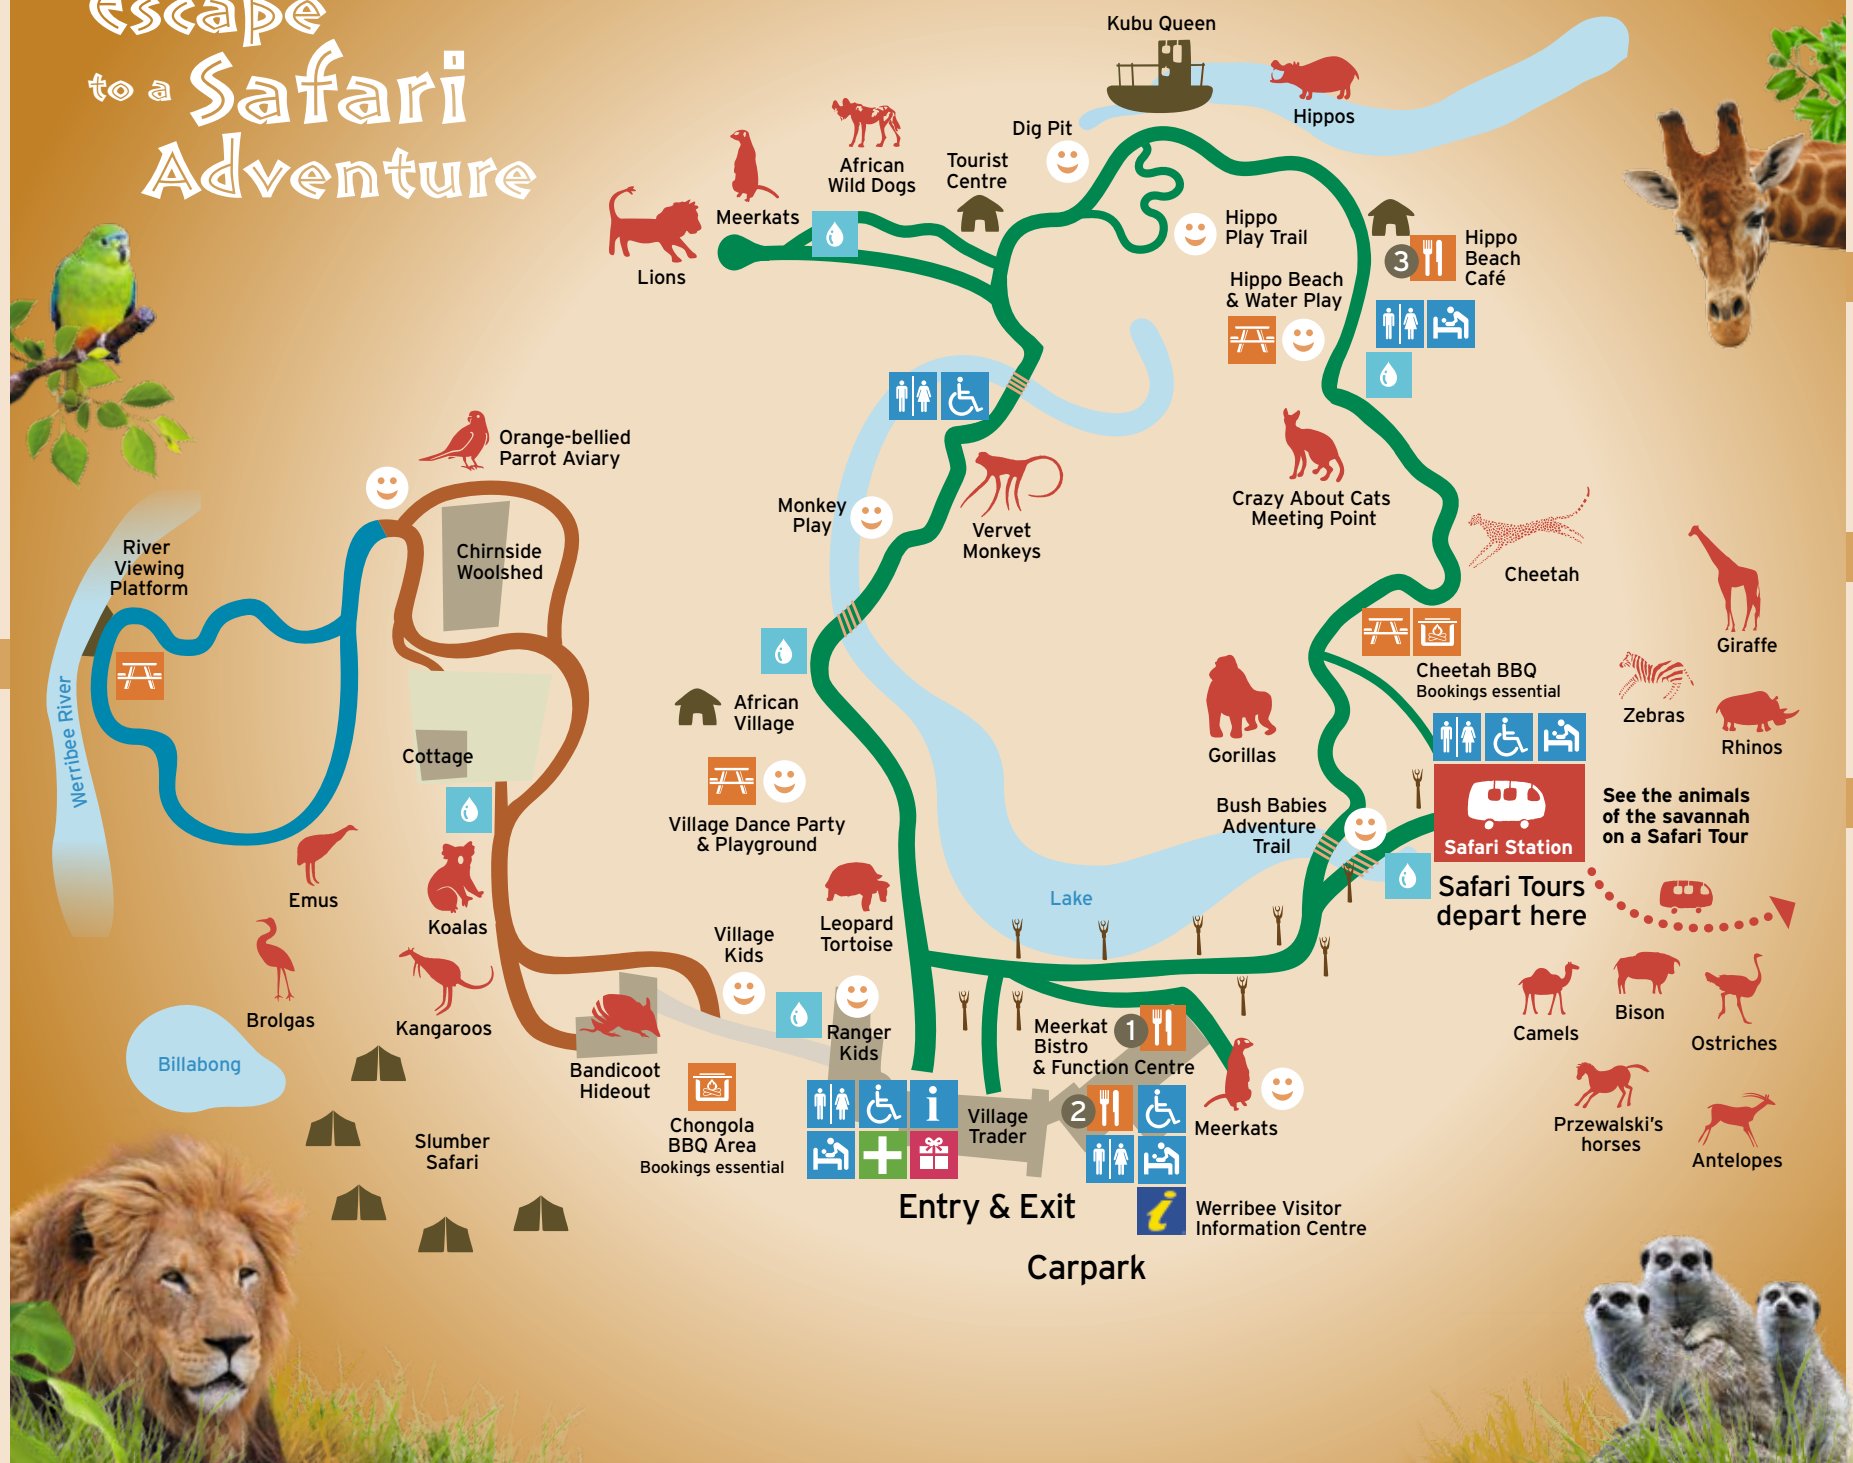 escape
to a Safari
Adventure
Kubu Queen
Hippos
Dig Pit
African
Wild Dogs
Tourist
Centre
Meerkats
Lions
Hippo
Play Trail
Hippo
Beach
Café
3
Hippo Beach
& Water Play
Orange-bellied
Parrot Aviary
Monkey
Play
Vervet
Monkeys
Crazy About Cats
Meeting Point
Cheetah
River
Viewing
Platform
Chirnside
Woolshed
Giraffe
Cheetah BBQ
Bookings essential
Zebras
Rhinos
Werribee River
African
Village
Gorillas
Cottage
Village Dance Party
& Playground
Bush Babies
Adventure
Trail
Safari Station
See the animals
of the savannah
on a Safari Tour
Safari Tours
depart here
Emus
Koalas
Lake
Leopard
Tortoise
Village
Kids
Brolgas
Kangaroos
Camels
Bison
Ostriches
Billabong
Ranger
Kids
Meerkat
Bistro
& Function Centre
1
Bandicoot
Hideout
Chongola
BBQ Area
Bookings essential
i
Village
Trader
2
Meerkats
Przewalski's
horses
Antelopes
Slumber
Safari
Entry & Exit
i
Werribee Visitor
Information Centre
Carpark